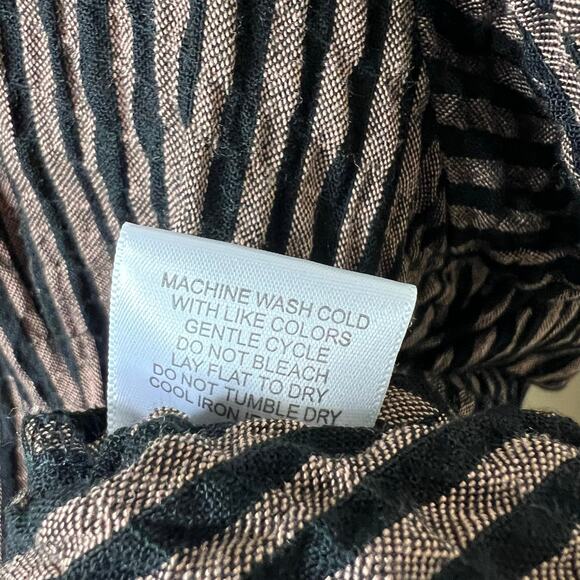 MACHINE WASH COLD
WITH LIKE COLORS
GENTLE CYCLE
DO NOT BLEACH
LAY FLAT TO DRY
DO NOT TUMBLE DRY
COOL IRON